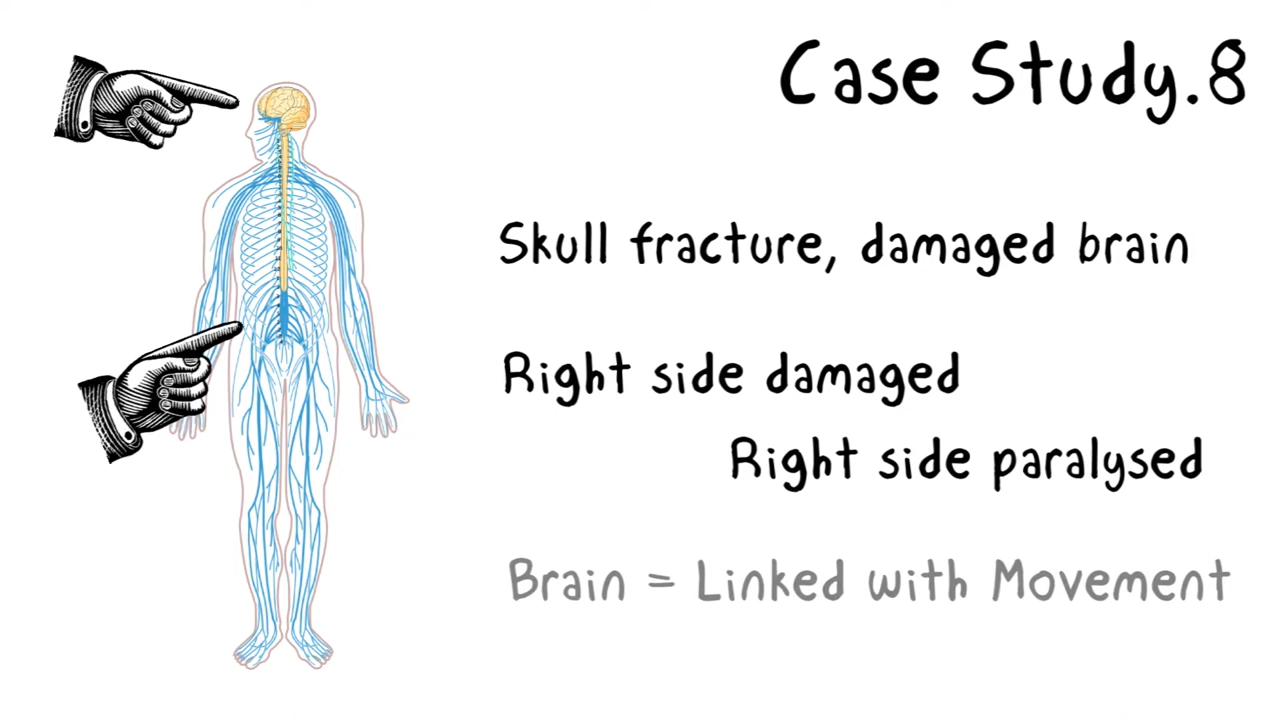 Case Study.8
Skull fracture, damaged brain
Right side damaged
Right side paralysed
Brain = Linked with Movement